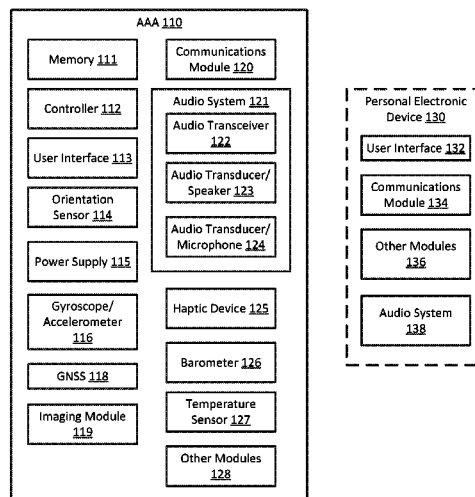 AAA 110
Memory 111
Controller 112
User Interface 113
Orientation
Sensor 114
Power Supply 115
Gyroscope/
Accelerometer
116
GNSS 118
Imaging Module
119
Communications
Module 120
Audio System 121
Audio Transceiver
122
Audio Transducer/
Speaker 123
Audio Transducer/
Microphone 124
Haptic Device 125
Barometer 126
Temperature
Sensor 127
Other Modules
128
Personal Electronic
Device 130
User Interface 132
Communications
Module 134
Other Modules
136
Audio System
138